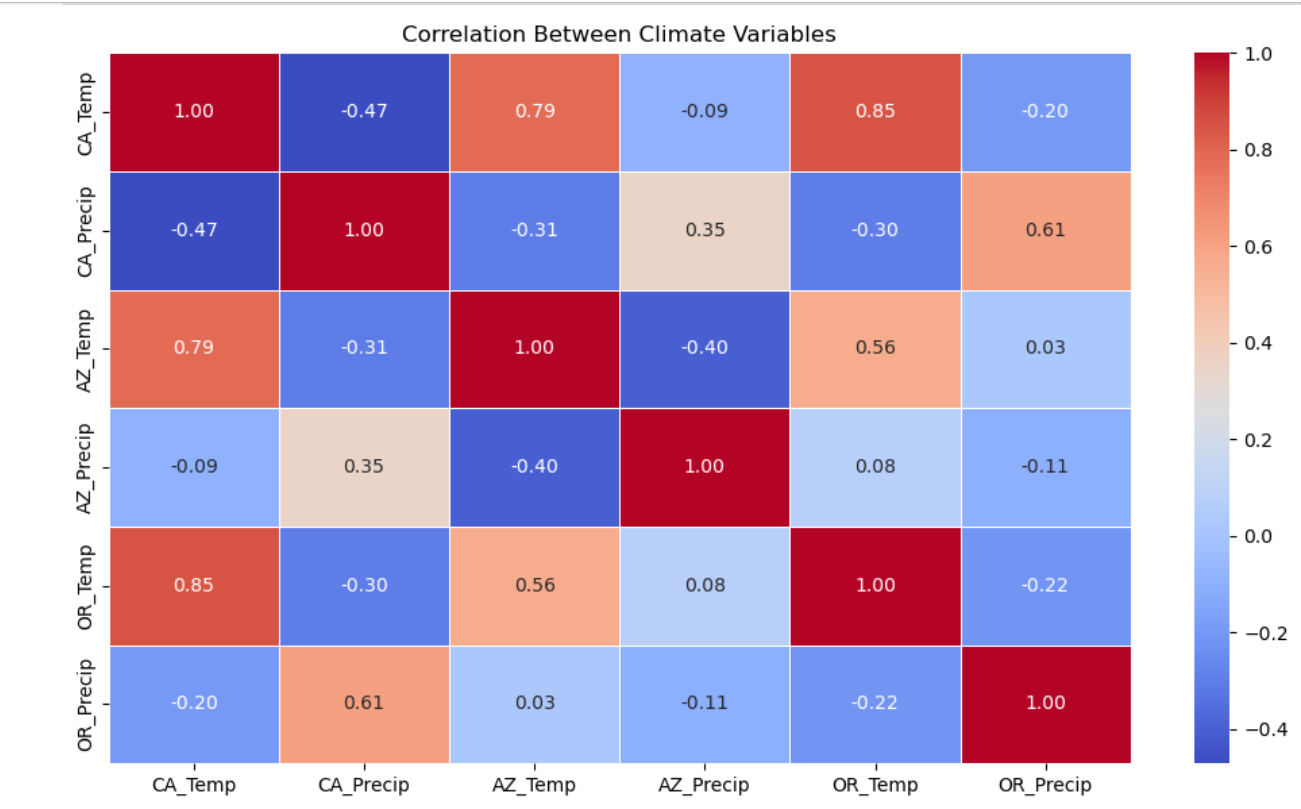 Correlation Between Climate Variables
CA_Temp 1.00 -0.47 0.79 -0.09 0.85 -0.20
CA_Precip -0.47 1.00 -0.31 0.35 -0.30 0.61
AZ_Temp 0.79 -0.31 1.00 -0.40 0.56 0.03
AZ_Precip -0.09 0.35 -0.40 1.00 0.08 -0.11
OR_Temp 0.85 -0.30 0.56 0.08 1.00 -0.22
OR_Precip -0.20 0.61 0.03 -0.11 -0.22 1.00
CA_Temp CA_Precip AZ_Temp AZ_Precip OR_Temp OR_Precip
1.0
0.8
0.6
0.4
0.2
0.0
−0.2
−0.4